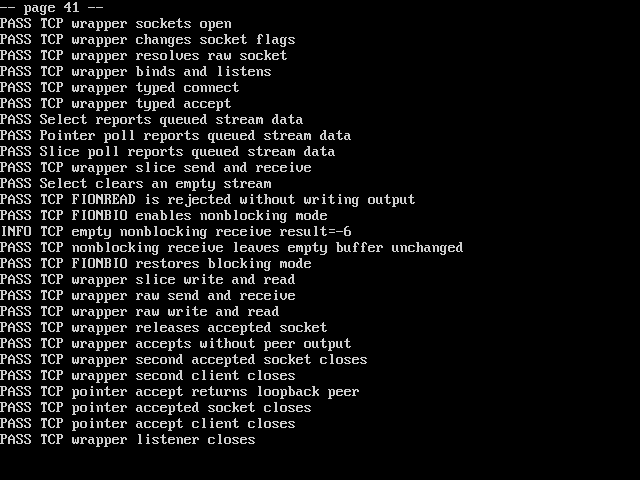 -- page 41 --
PASS TCP wrapper sockets open
PASS TCP wrapper changes socket flags
PASS TCP wrapper resolves raw socket
PASS TCP wrapper binds and listens
PASS TCP wrapper typed connect
PASS TCP wrapper typed accept
PASS Select reports queued stream data
PASS Pointer poll reports queued stream data
PASS Slice poll reports queued stream data
PASS TCP wrapper slice send and receive
PASS Select clears an empty stream
PASS TCP FIONREAD is rejected without writing output
PASS TCP FIONBIO enables nonblocking mode
INFO TCP empty nonblocking receive result=-6
PASS TCP nonblocking receive leaves empty buffer unchanged
PASS TCP FIONBIO restores blocking mode
PASS TCP wrapper slice write and read
PASS TCP wrapper raw send and receive
PASS TCP wrapper raw write and read
PASS TCP wrapper releases accepted socket
PASS TCP wrapper accepts without peer output
PASS TCP wrapper second accepted socket closes
PASS TCP wrapper second client closes
PASS TCP pointer accept returns loopback peer
PASS TCP pointer accepted socket closes
PASS TCP pointer accept client closes
PASS TCP wrapper listener closes